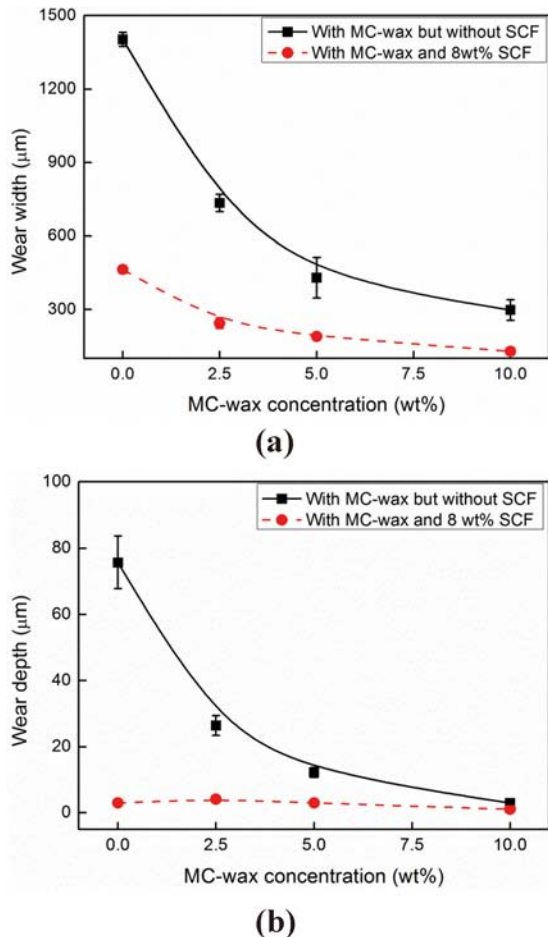 1500
1200
900
600
300
Wear width (μm)
With MC-wax but without SCF
With MC-wax and 8wt% SCF
0.0 2.5 5.0 7.5 10.0
MC-wax concentration (wt%)
(a)
100
80
60
40
20
0
Wear depth (μm)
With MC-wax but without SCF
With MC-wax and 8 wt% SCF
0.0 2.5 5.0 7.5 10.0
MC-wax concentration (wt%)
(b)